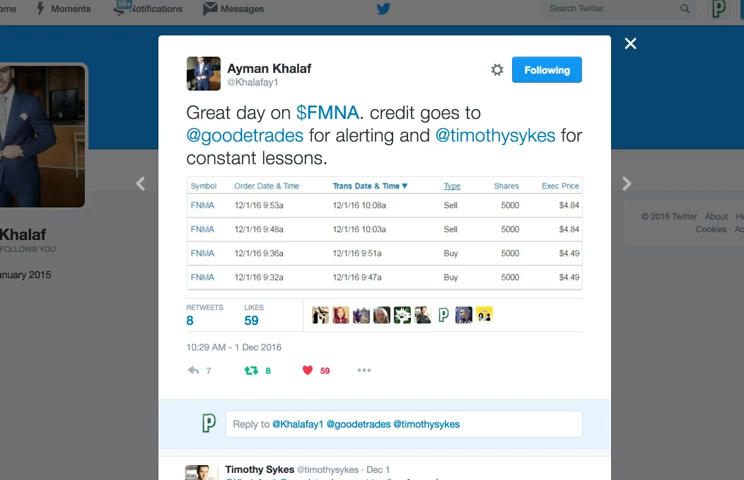 ome Moments 99+ Notifications Messages Search Twitter
Ayman Khalaf
@Khalafay1
Following
Great day on $FMNA. credit goes to
@goodetrades for alerting and @timothysykes for
constant lessons.
Symbol Order Date & Time Trans Date & Time ▼ Type Shares Exec Price
FNMA 12/1/16 9:53a 12/1/16 10:08a Sell 5000 $4.84
FNMA 12/1/16 9:48a 12/1/16 10:03a Sell 5000 $4.84
FNMA 12/1/16 9:36a 12/1/16 9:51a Buy 5000 $4.49
FNMA 12/1/16 9:32a 12/1/16 9:47a Buy 5000 $4.49
RETWEETS LIKES
8 59
10:29 AM - 1 Dec 2016
7 8 59
Reply to @Khalafay1 @goodetrades @timothysykes
Timothy Sykes @timothysykes · Dec 1
Khalaf
FOLLOWS YOU
anuary 2015
© 2016 Twitter About He
Cookies Ac